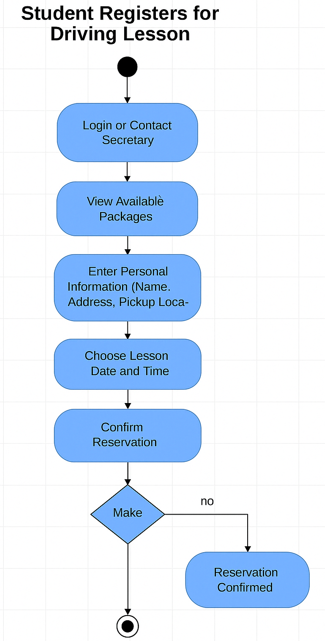 Student Registers for
Driving Lesson
Login or Contact
Secretary
View Availablè
Packages
Enter Personal
Information (Name.
Address, Pickup Loca-
Choose Lesson
Date and Time
Confirm
Reservation
Make
no
Reservation
Confirmed